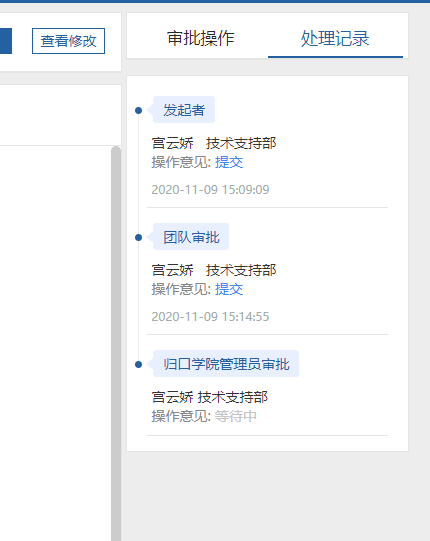 查看修改
审批操作 处理记录
发起者
宫云娇 技术支持部
操作意见: 提交
2020-11-09 15:09:09
团队审批
宫云娇 技术支持部
操作意见: 提交
2020-11-09 15:14:55
归口学院管理员审批
宫云娇 技术支持部
操作意见: 等待中